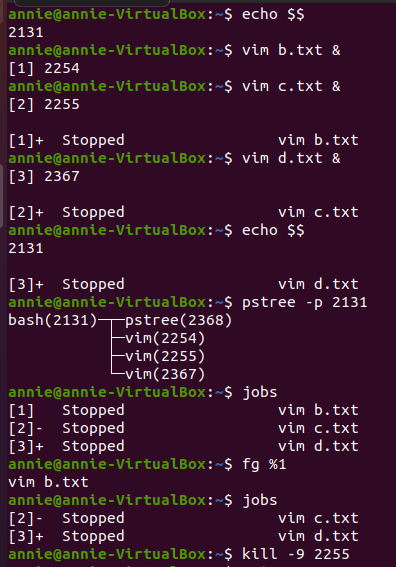 annie@annie-VirtualBox:~$ echo $$
2131
annie@annie-VirtualBox:~$ vim b.txt &
[1] 2254
annie@annie-VirtualBox:~$ vim c.txt &
[2] 2255
[1]+  Stopped                 vim b.txt
annie@annie-VirtualBox:~$ vim d.txt &
[3] 2367
[2]+  Stopped                 vim c.txt
annie@annie-VirtualBox:~$ echo $$
2131
[3]+  Stopped                 vim d.txt
annie@annie-VirtualBox:~$ pstree -p 2131
bash(2131)─┬─pstree(2368)
           ├─vim(2254)
           ├─vim(2255)
           └─vim(2367)
annie@annie-VirtualBox:~$ jobs
[1]   Stopped                 vim b.txt
[2]-  Stopped                 vim c.txt
[3]+  Stopped                 vim d.txt
annie@annie-VirtualBox:~$ fg %1
vim b.txt
annie@annie-VirtualBox:~$ jobs
[2]-  Stopped                 vim c.txt
[3]+  Stopped                 vim d.txt
annie@annie-VirtualBox:~$ kill -9 2255